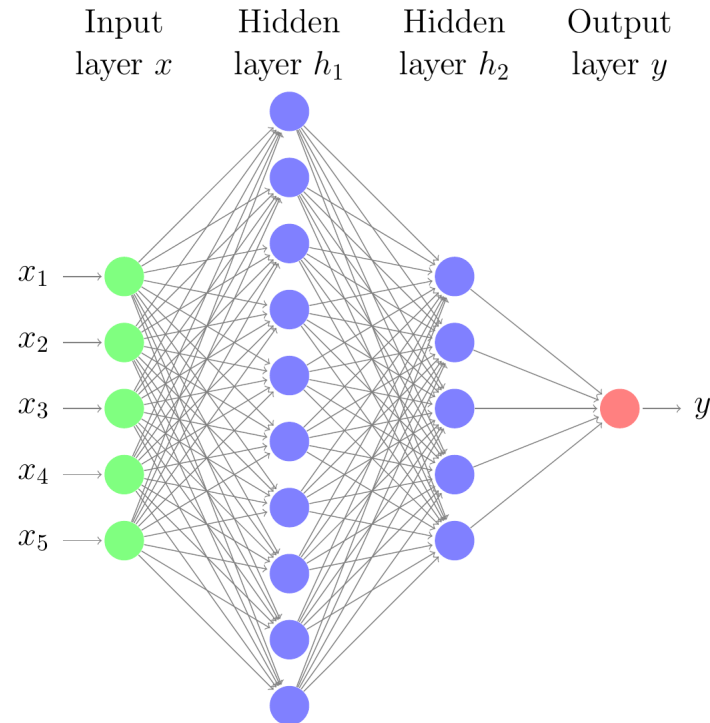 Input layer x
Hidden layer h₁
Hidden layer h₂
Output layer y
x₁
x₂
x₃
x₄
x₅
y